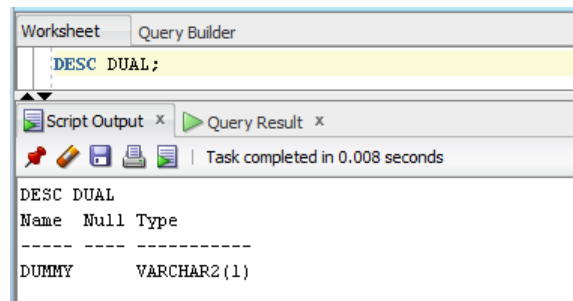 Worksheet Query Builder
DESC DUAL;
Script Output x Query Result x
Task completed in 0.008 seconds
DESC DUAL
Name Null Type
----- ---- -----------
DUMMY VARCHAR2(1)